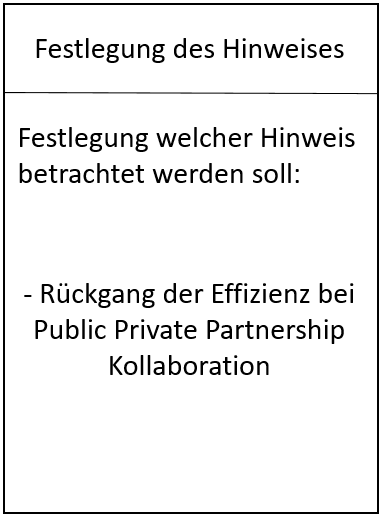 Festlegung des Hinweises
Festlegung welcher Hinweis
betrachtet werden soll:
- Rückgang der Effizienz bei
Public Private Partnership
Kollaboration